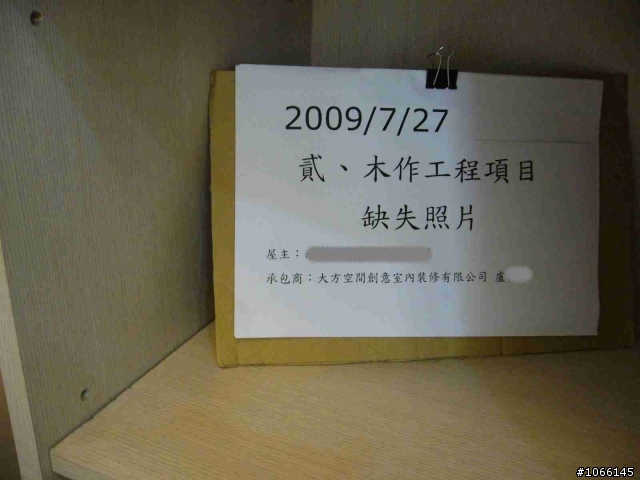 2009/7/27
貳、木作工程項目
缺失照片
屋主：
承包商：大方空間創意室內裝修有限公司 盧
#1066145